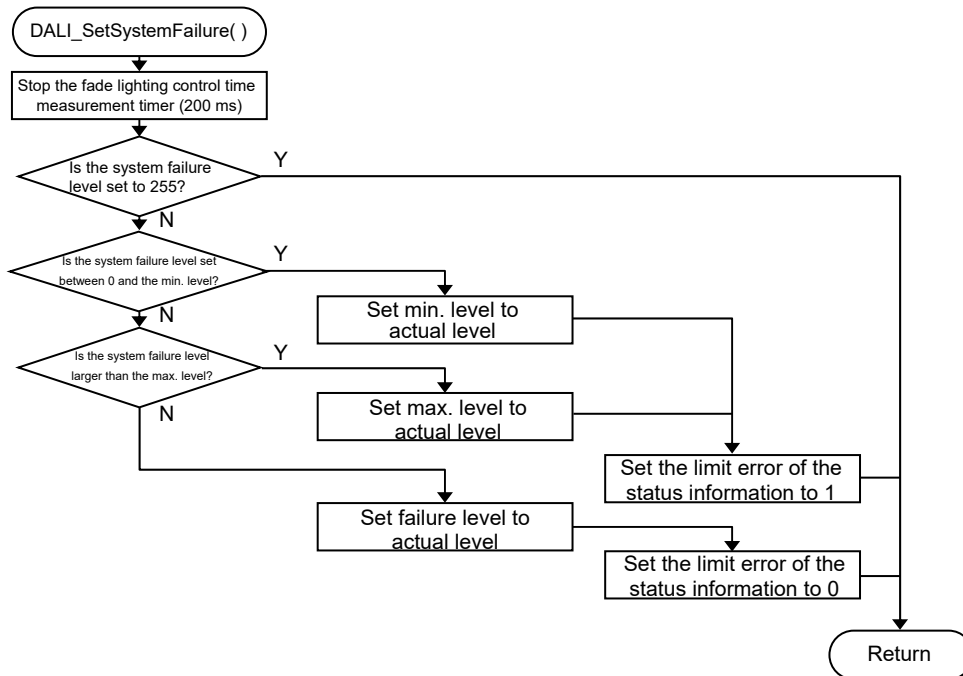 DALI_SetSystemFailure( )
Stop the fade lighting control time
measurement timer (200 ms)
Is the system failure
level set to 255?
Y
N
Is the system failure level set
between 0 and the min. level?
Y
N
Set min. level to
actual level
Is the system failure level
larger than the max. level?
Y
N
Set max. level to
actual level
Set the limit error of the
status information to 1
Set failure level to
actual level
Set the limit error of the
status information to 0
Return